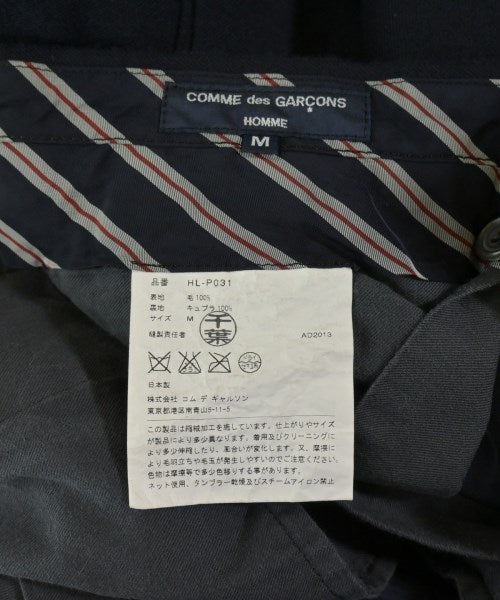 COMME des GARÇONS
HOMME
M
品番 HL-P031
表地 毛100%
裏地 キュプラ100%
サイズ M
千葉
縫製責任者 AD2013
日本製
株式会社 コム デ ギャルソン
東京都港区南青山5-11-5
この製品は縮絨加工を施しています。仕上がりやサイズ
が製品により多少異なります。着用及びクリーニングに
より多少伸縮したり、風合いが変化します。又、摩擦に
より毛羽立ちや毛玉が発生しやすいのでご注意ください。
色物は摩擦等で多少色移りする事があります。
ネット使用、タンブラー乾燥及びスチームアイロン禁止